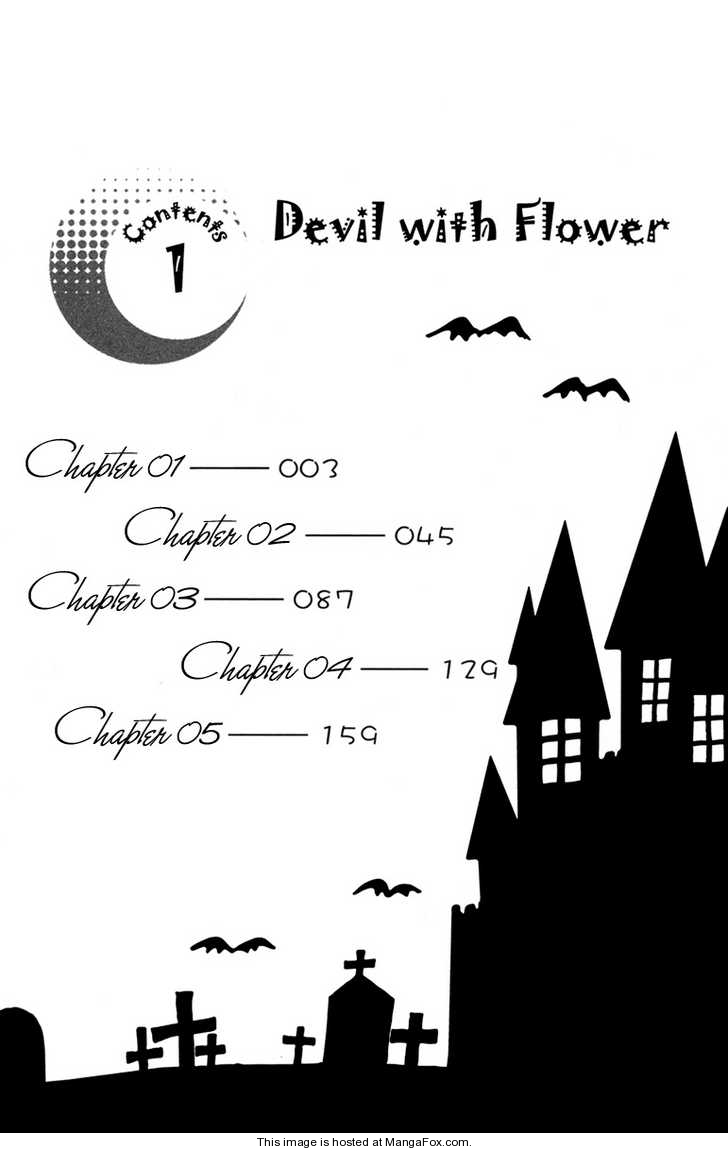 Contents
1
Devil with Flower
Chapter 01 —— 003
Chapter 02 —— 045
Chapter 03 —— 087
Chapter 04 —— 129
Chapter 05 —— 159
This image is hosted at MangaFox.com.